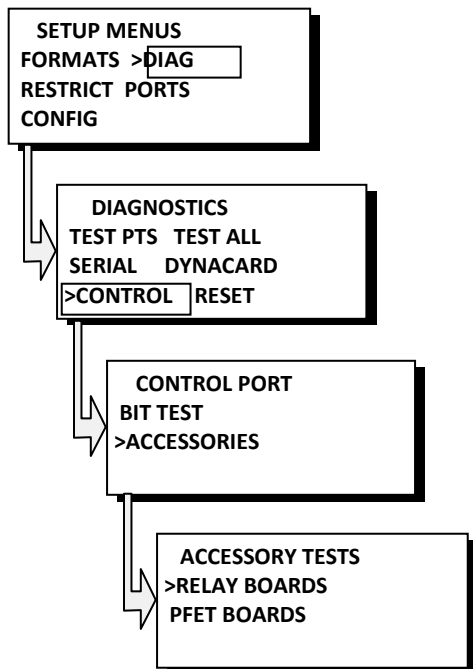 SETUP MENUS
FORMATS >DIAG
RESTRICT PORTS
CONFIG
DIAGNOSTICS
TEST PTS TEST ALL
SERIAL DYNACARD
>CONTROL RESET
CONTROL PORT
BIT TEST
>ACCESSORIES
ACCESSORY TESTS
>RELAY BOARDS
PFET BOARDS